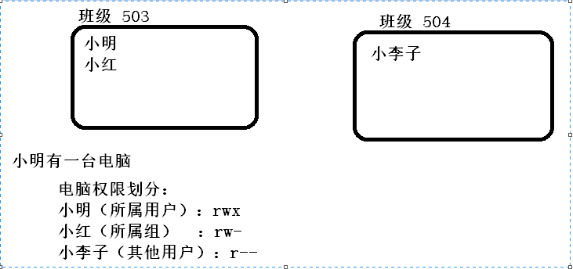 班级 503
小明
小红
班级 504
小李子
小明有一台电脑
电脑权限划分：
小明（所属用户）：rwx
小红（所属组） ：rw-
小李子（其他用户）：r--